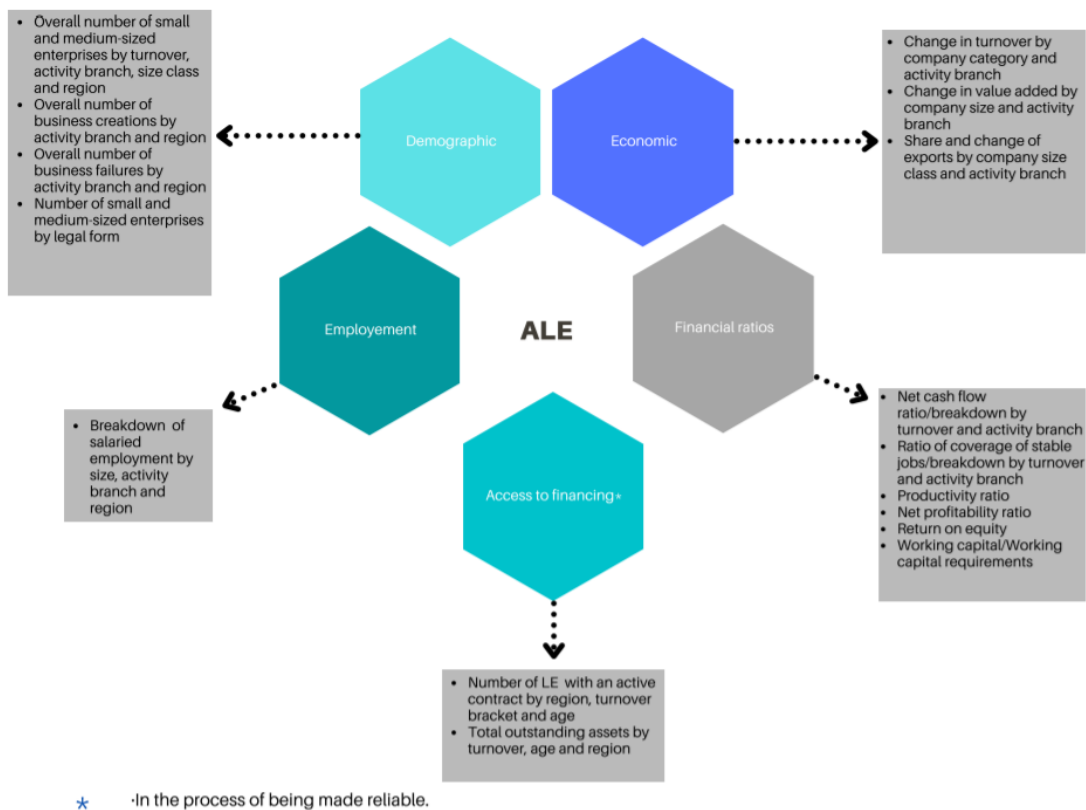 • Overall number of small
and medium-sized
enterprises by turnover,
activity branch, size class
and region
• Overall number of
business creations by
activity branch and region
• Overall number of
business failures by
activity branch and region
• Number of small and
medium-sized enterprises
by legal form
Demographic
Economic
• Change in turnover by
company category and
activity branch
• Change in value added by
company size and activity
branch
• Share and change of
exports by company size
class and activity branch
Employement
ALE
Financial ratios
• Breakdown of
salaried
employment by
size, activity
branch and
region
Access to financing*
• Net cash flow
ratio/breakdown by
turnover and activity branch
• Ratio of coverage of stable
jobs/breakdown by turnover
and activity branch
• Productivity ratio
• Net profitability ratio
• Return on equity
• Working capital/Working
capital requirements
• Number of LE with an active
contract by region, turnover
bracket and age
• Total outstanding assets by
turnover, age and region
* ·In the process of being made reliable.